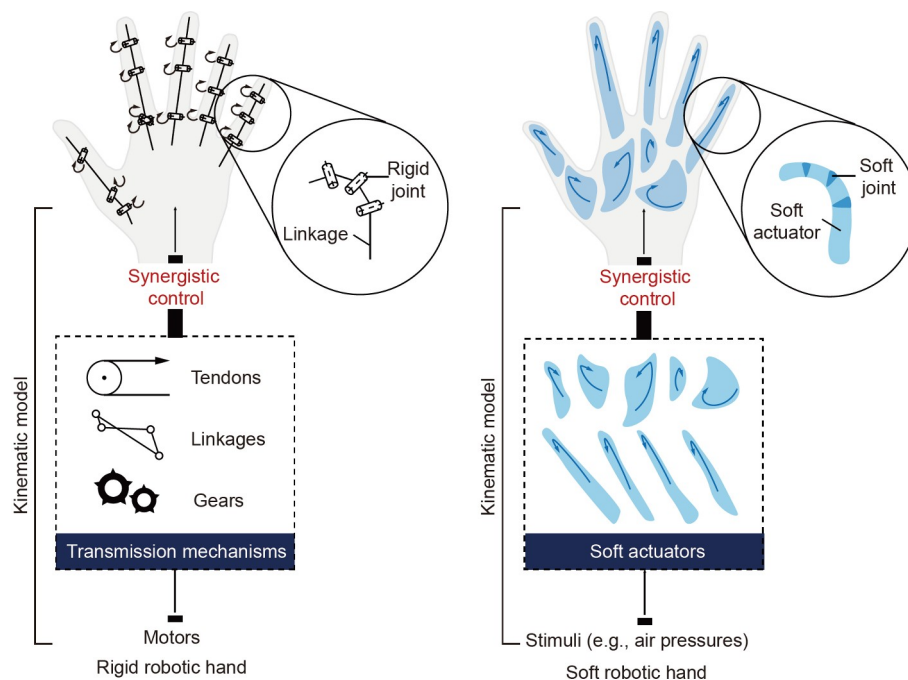 Rigid
joint
Linkage
Synergistic
control
Kinematic model
Tendons
Linkages
Gears
Transmission mechanisms
Motors
Rigid robotic hand
Soft
joint
Soft
actuator
Synergistic
control
Kinematic model
Soft actuators
Stimuli (e.g., air pressures)
Soft robotic hand